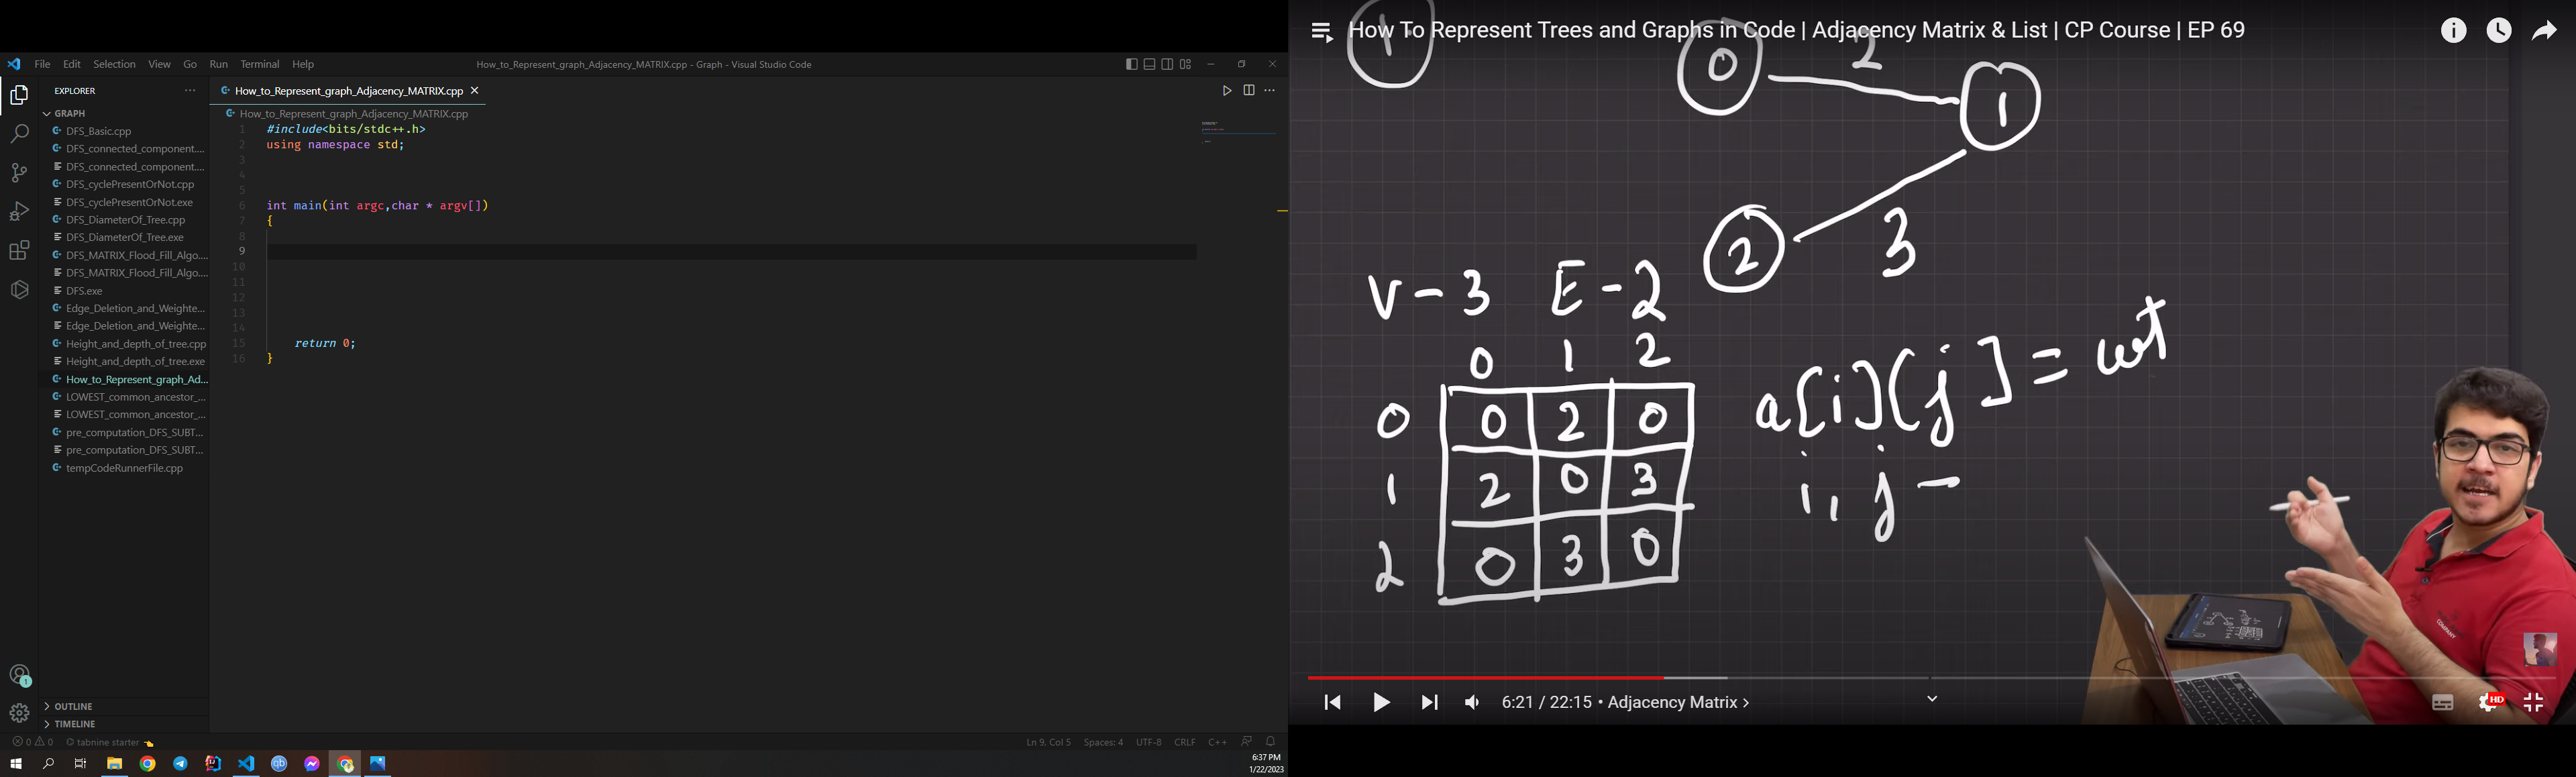 File Edit Selection View Go Run Terminal Help
How_to_Represent_graph_Adjacency_MATRIX.cpp - Graph - Visual Studio Code
EXPLORER
GRAPH
DFS_Basic.cpp
DFS_connected_component....
DFS_connected_component....
DFS_cyclePresentOrNot.cpp
DFS_cyclePresentOrNot.exe
DFS_DiameterOf_Tree.cpp
DFS_DiameterOf_Tree.exe
DFS_MATRIX_Flood_Fill_Algo....
DFS_MATRIX_Flood_Fill_Algo....
DFS.exe
Edge_Deletion_and_Weighte...
Edge_Deletion_and_Weighte...
Height_and_depth_of_tree.cpp
Height_and_depth_of_tree.exe
How_to_Represent_graph_Ad...
LOWEST_common_ancestor_...
LOWEST_common_ancestor_...
pre_computation_DFS_SUBT...
pre_computation_DFS_SUBT...
tempCodeRunnerFile.cpp
OUTLINE
TIMELINE
How_to_Represent_graph_Adjacency_MATRIX.cpp
How_to_Represent_graph_Adjacency_MATRIX.cpp
1 #include<bits/stdc++.h>
2 using namespace std;
3
4
5
6 int main(int argc,char * argv[])
7 {
8
9
10
11
12
13
14
15 return 0;
16 }
0 0 tabnine starter
Ln 9, Col 5 Spaces: 4 UTF-8 CRLF C++
6:37 PM
1/22/2023
How To Represent Trees and Graphs in Code | Adjacency Matrix & List | CP Course | EP 69
1
0 2 1
2 3
V - 3 E - 2
0 1 2
0 0 2 0
1 2 0 3
2 0 3 0
a[i][j] = wt
i, j -
COMPANY
6:21 / 22:15 • Adjacency Matrix
HD